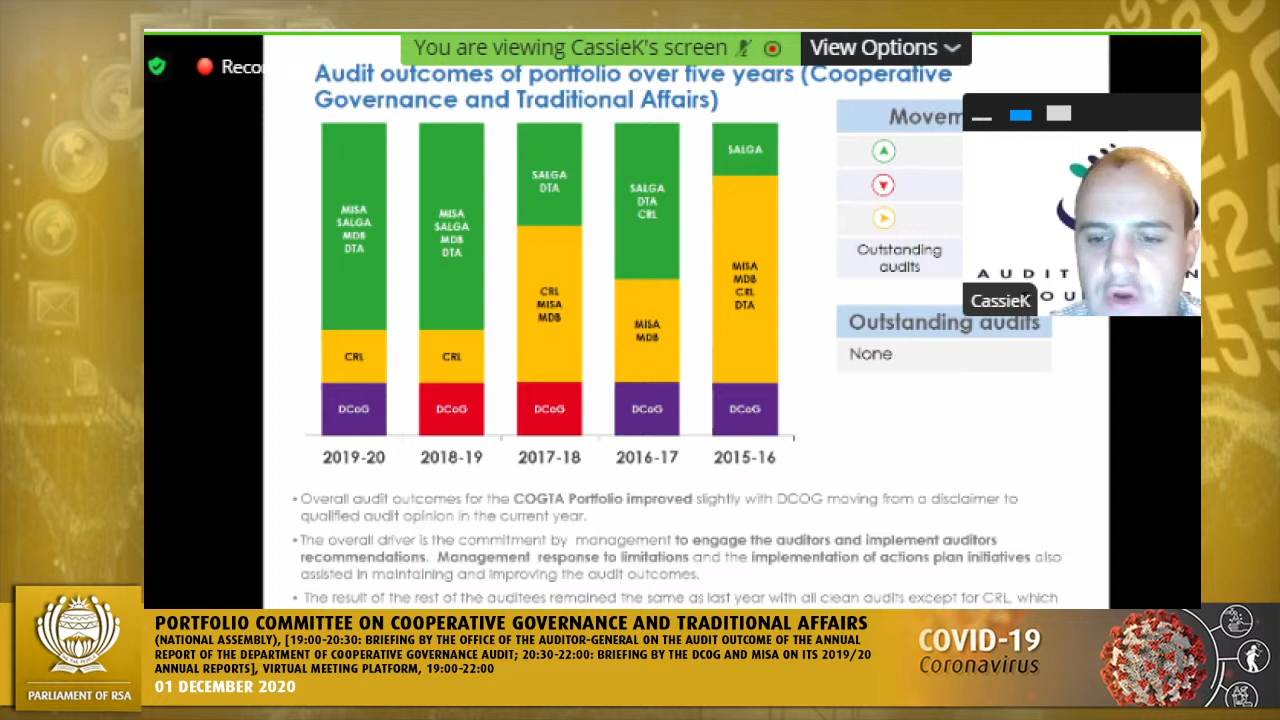 You are viewing CassieK's screen
View Options
Audit outcomes of portfolio over five years (Cooperative
Governance and Traditional Affairs)
MISA
SALGA
MDB
DTA
CRL
DCoG
2019-20
MISA
SALGA
MDB
DTA
CRL
DCoG
2018-19
SALGA
DTA
CRL
MISA
MDB
DCoG
2017-18
SALGA
DTA
CRL
MISA
MDB
DCoG
2016-17
SALGA
MISA
MDB
CRL
DTA
DCoG
2015-16
Outstanding
audits
Outstanding audits
None
CassieK
• Overall audit outcomes for the COGTA Portfolio improved slightly with DCOG moving from a disclaimer to
qualified audit opinion in the current year.
• The overall driver is the commitment by management to engage the auditors and implement auditors
recommendations. Management response to limitations and the implementation of actions plan initiatives also
assisted in maintaining and improving the audit outcomes.
• The result of the rest of the auditees remained the same as last year with all clean audits except for CRL, which
PARLIAMENT OF RSA
PORTFOLIO COMMITTEE ON COOPERATIVE GOVERNANCE AND TRADITIONAL AFFAIRS
(NATIONAL ASSEMBLY), [19:00-20:30: BRIEFING BY THE OFFICE OF THE AUDITOR-GENERAL ON THE AUDIT OUTCOME OF THE ANNUAL
REPORT OF THE DEPARTMENT OF COOPERATIVE GOVERNANCE AUDIT; 20:30-22:00: BRIEFING BY THE DCOG AND MISA ON ITS 2019/20
ANNUAL REPORTS], VIRTUAL MEETING PLATFORM, 19:00-22:00
01 DECEMBER 2020
COVID-19
Coronavirus